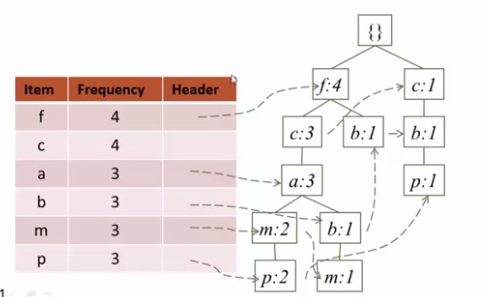 {}
Item Frequency Header
f:4 c:1
f 4
c 4
c:3 b:1 b:1
a 3
a:3 p:1
b 3
m 3
m:2 b:1
p 3
p:2 m:1
1